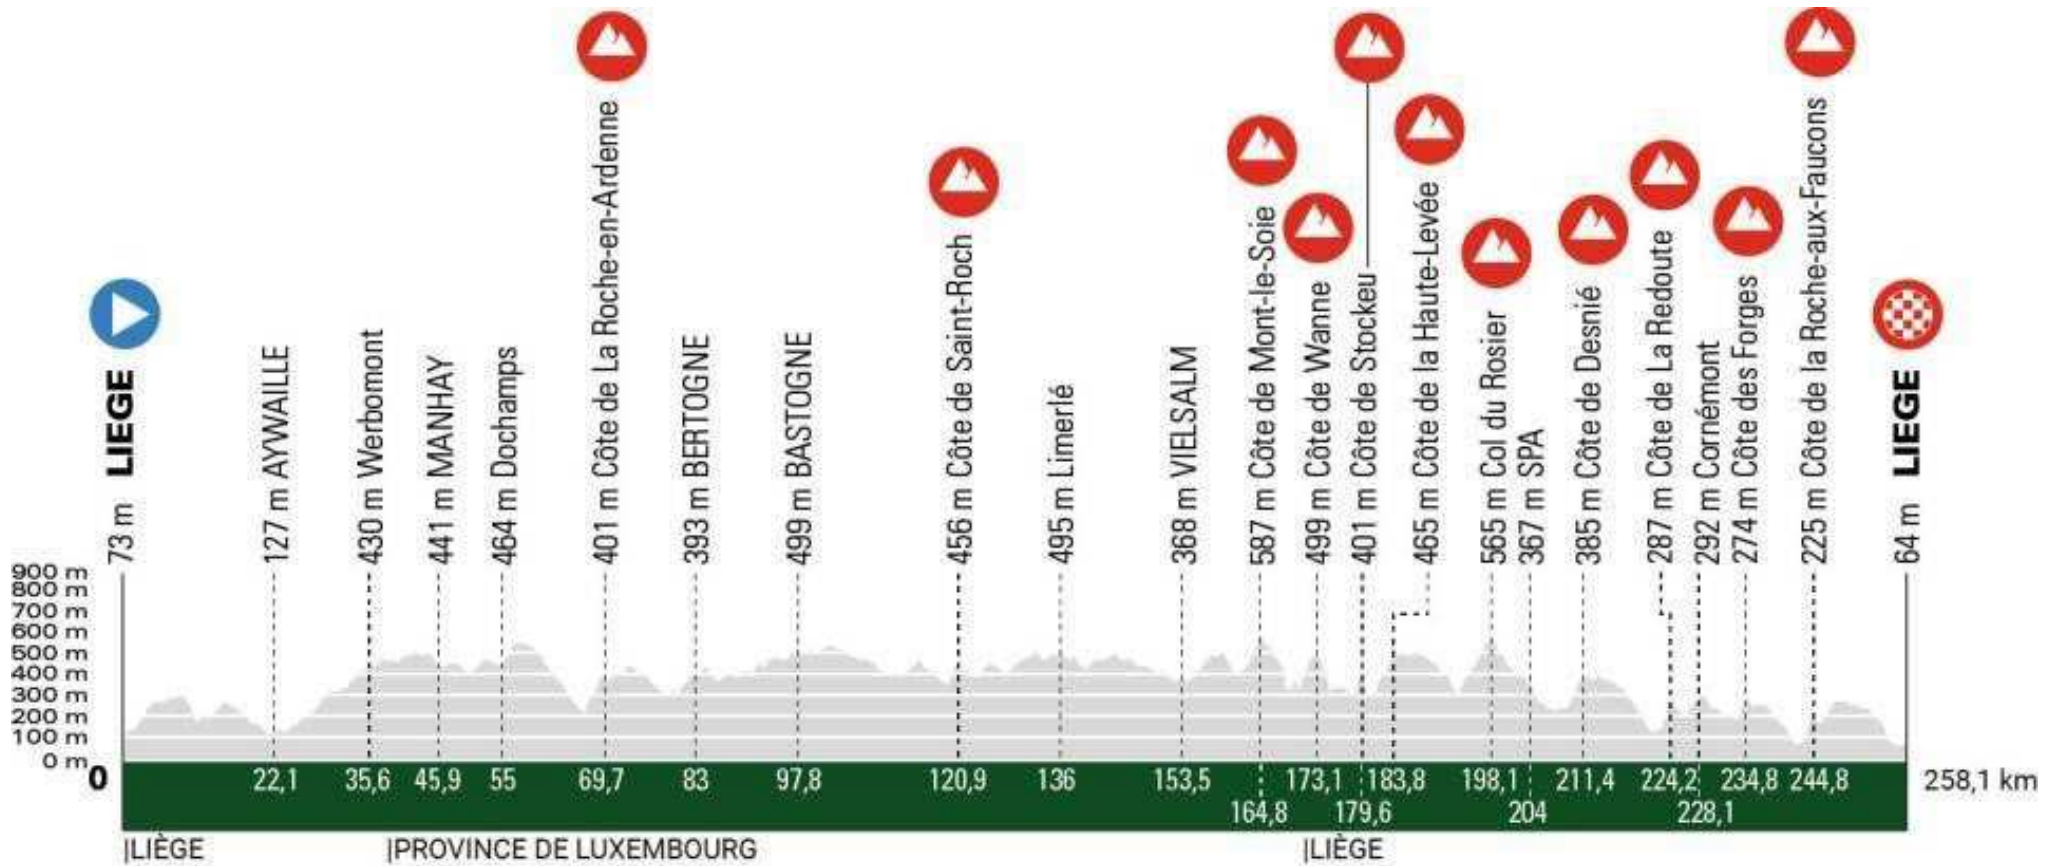 73 m LIEGE
127 m AYWAILLE
430 m Werbomont
441 m MANHAY
464 m Dochamps
401 m Côte de La Roche-en-Ardenne
393 m BERTOGNE
499 m BASTOGNE
456 m Côte de Saint-Roch
495 m Limerlé
368 m VIELSALM
587 m Côte de Mont-le-Soie
499 m Côte de Wanne
401 m Côte de Stockeu
465 m Côte de la Haute-Levée
565 m Col du Rosier
367 m SPA
385 m Côte de Desnié
287 m Côte de La Redoute
292 m Cornémont
274 m Côte des Forges
225 m Côte de la Roche-aux-Faucons
64 m LIEGE
900 m
800 m
700 m
600 m
500 m
400 m
300 m
200 m
100 m
0 m
0 22,1 35,6 45,9 55 69,7 83 97,8 120,9 136 153,5 173,1 183,8 198,1 211,4 224,2 234,8 244,8 258,1 km
164,8 179,6 204 228,1
|LIÈGE |PROVINCE DE LUXEMBOURG |LIÈGE